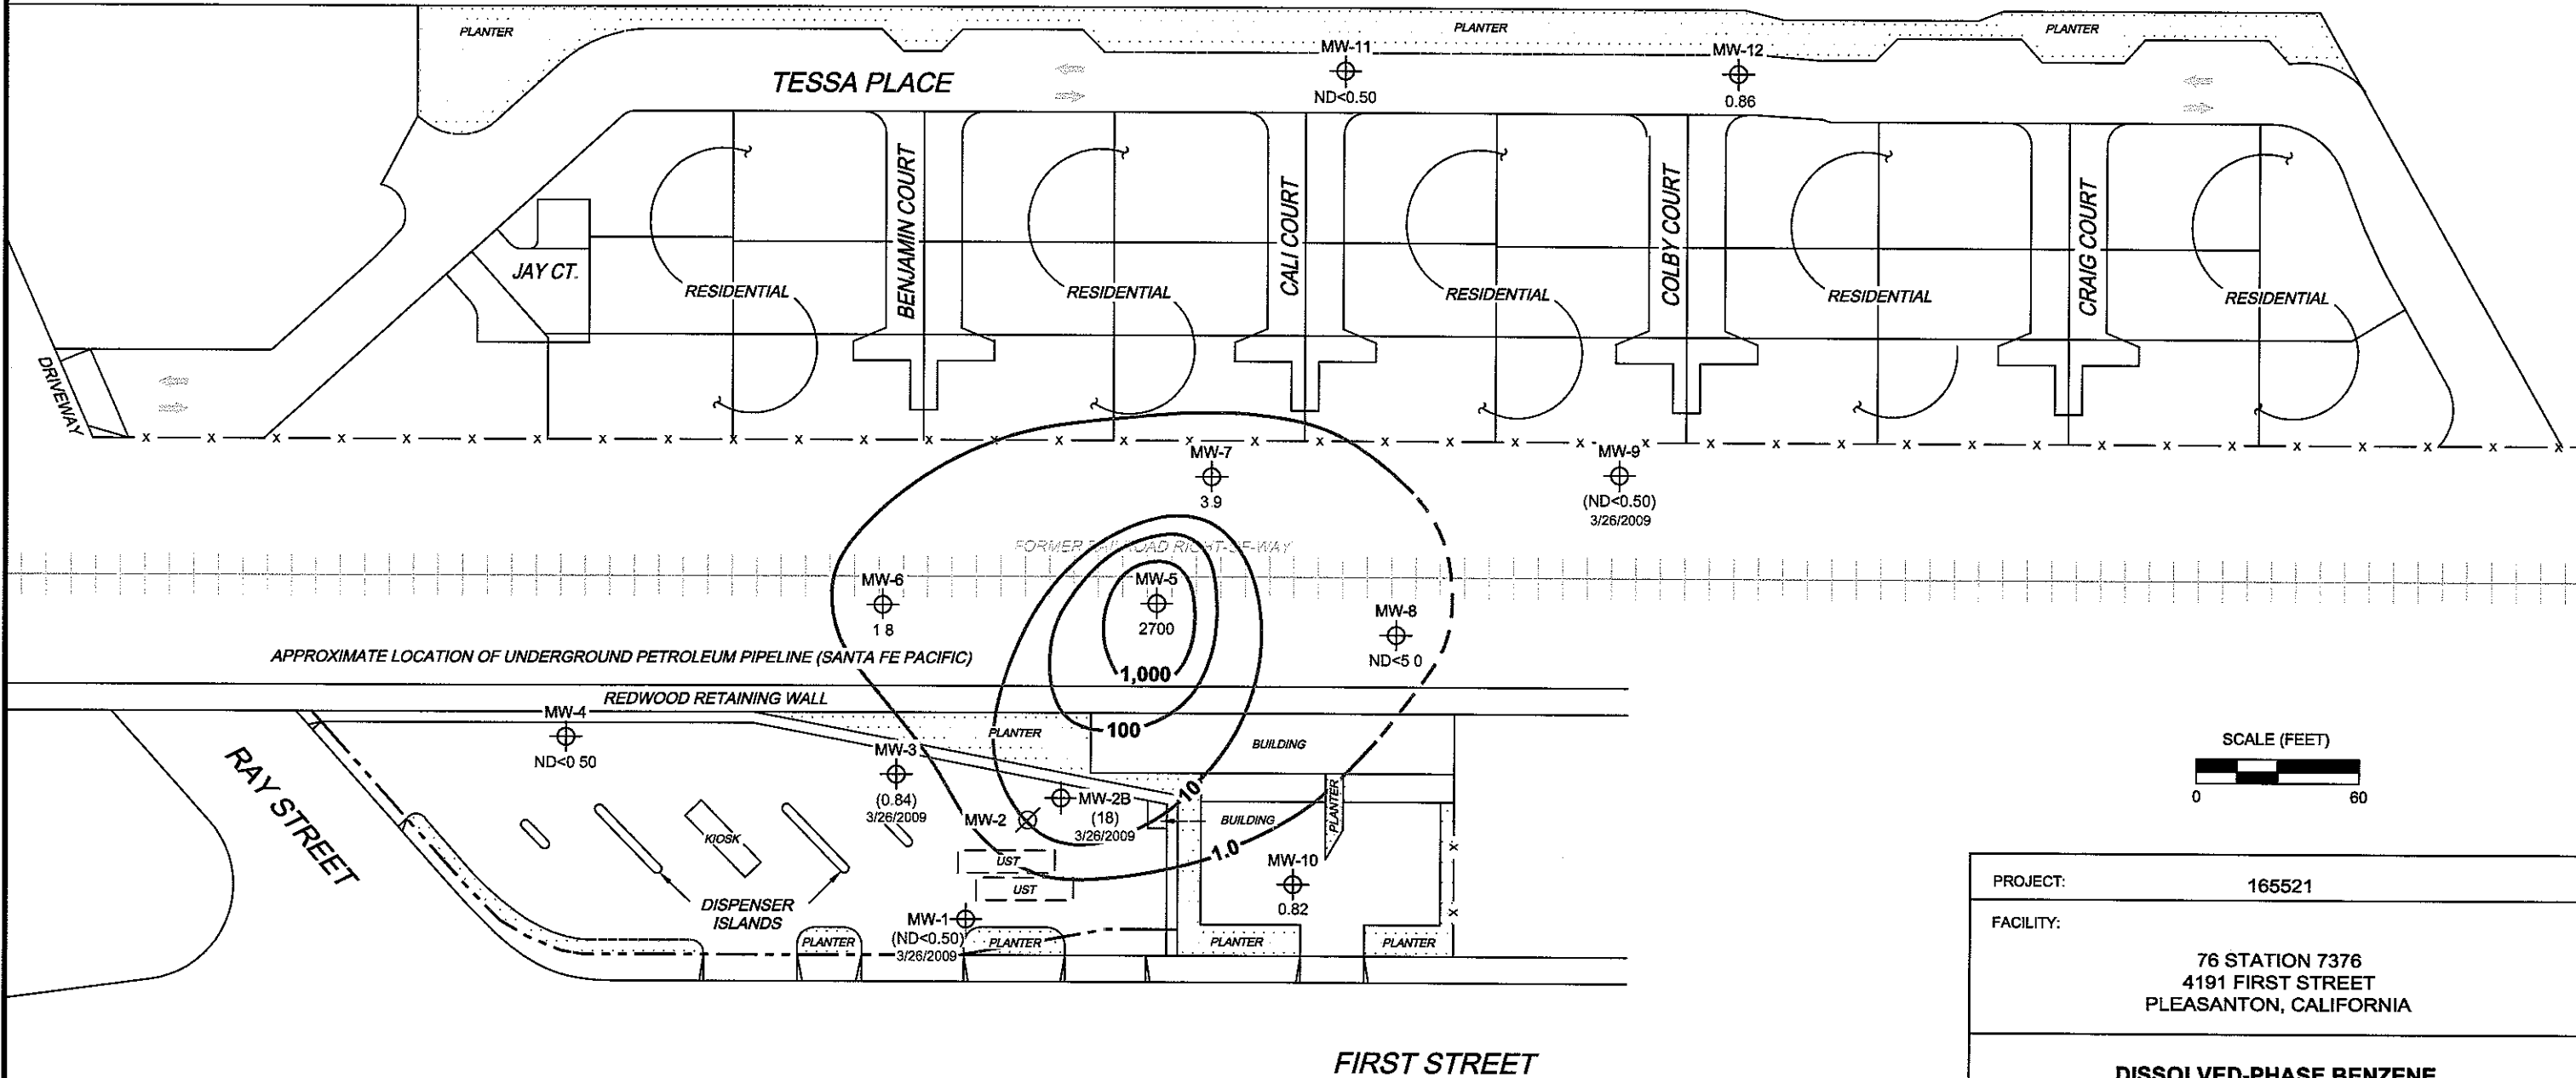 PLANTER
PLANTER
PLANTER
MW-11
MW-12
TESSA PLACE
ND<0.50
0.86
BENJAMIN COURT
CALI COURT
COLBY COURT
CRAIG COURT
JAY CT.
RESIDENTIAL
RESIDENTIAL
RESIDENTIAL
RESIDENTIAL
RESIDENTIAL
DRIVEWAY
MW-7
3.9
MW-9
(ND<0.50)
3/26/2009
FORMER RAILROAD RIGHT-OF-WAY
MW-6
1 8
MW-5
2700
MW-8
ND<5 0
APPROXIMATE LOCATION OF UNDERGROUND PETROLEUM PIPELINE (SANTA FE PACIFIC)
1,000
REDWOOD RETAINING WALL
MW-4
ND<0 50
100
PLANTER
BUILDING
MW-3
(0.84)
3/26/2009
10
PLANTER
MW-2B
(18)
3/26/2009
MW-2
BUILDING
RAY STREET
KIOSK
UST
UST
1.0
MW-10
0.82
DISPENSER
ISLANDS
MW-1
(ND<0.50)
3/26/2009
PLANTER
PLANTER
PLANTER
PLANTER
FIRST STREET
SCALE (FEET)
0
60
PROJECT:
165521
FACILITY:
76 STATION 7376
4191 FIRST STREET
PLEASANTON, CALIFORNIA
DISSOLVED-PHASE BENZENE